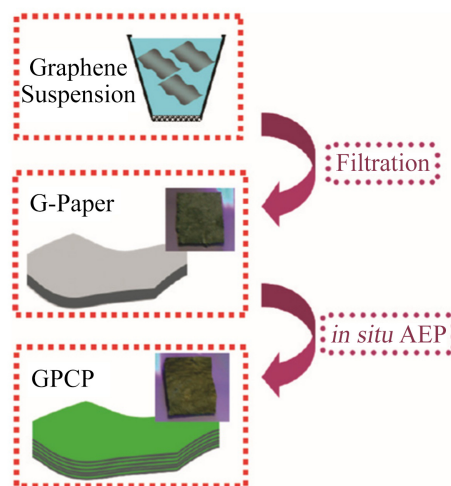 Graphene
Suspension
Filtration
G-Paper
in situ AEP
GPCP